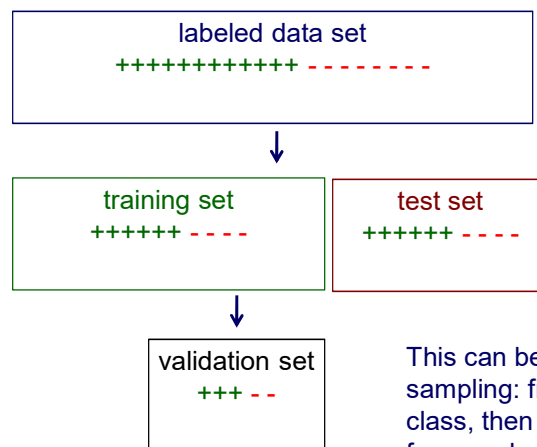 labeled data set
++++++++++++ - - - - - - - -
training set
++++++ - - - -
test set
++++++ - - - -
validation set
+++ - -
This can be
sampling:
class, then